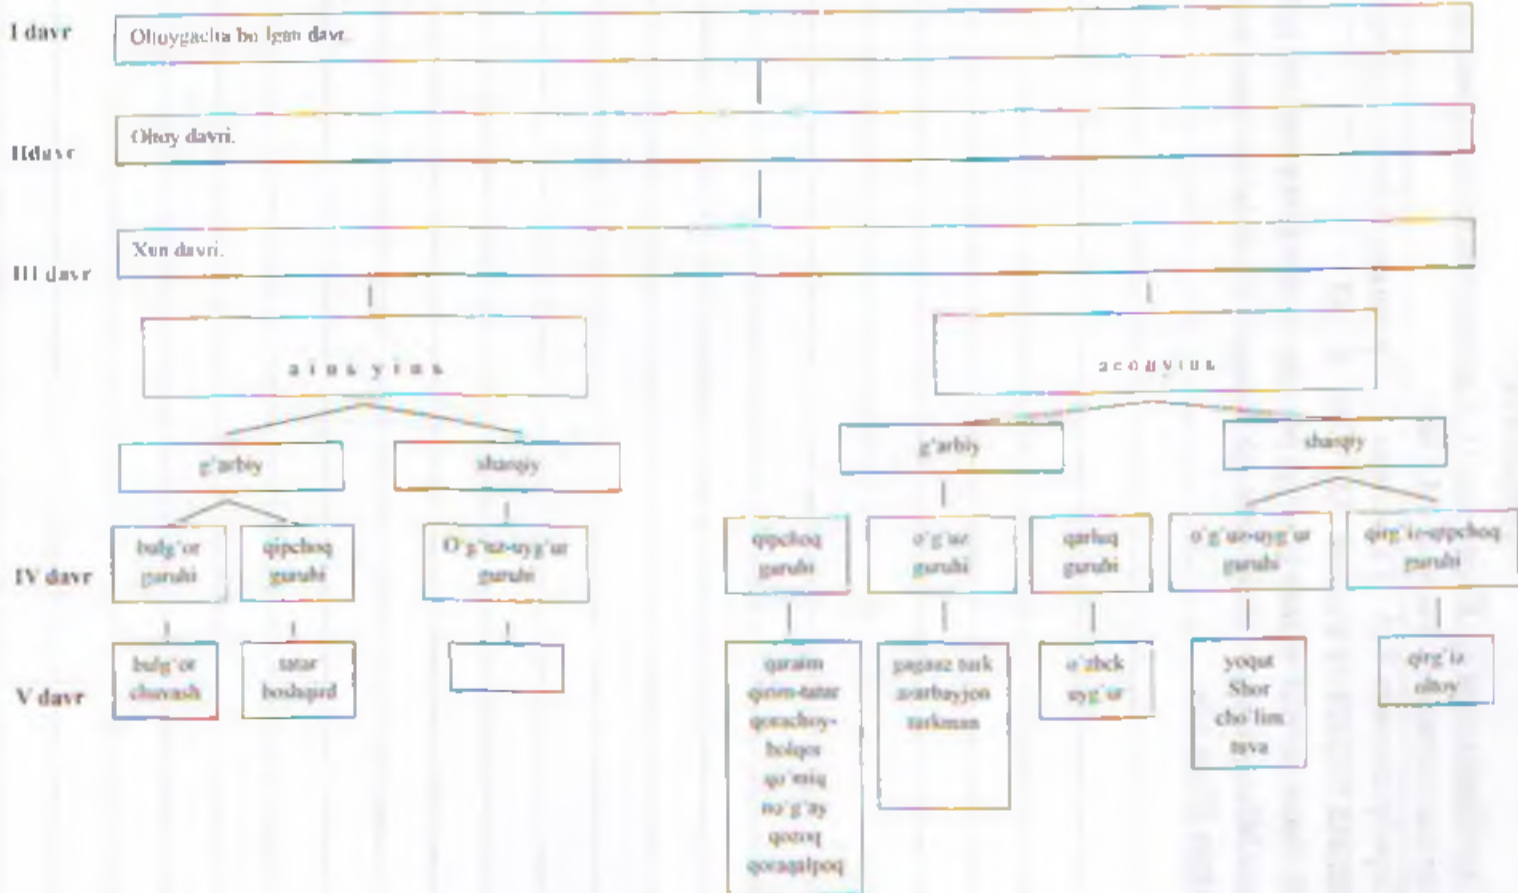 I davr
Oltoygacha bo'lgan davr.
II davr
Oltoy davri.
III davr
Xun davri.
g'arbiy
sharqiy
g'arbiy
sharqiy
IV davr
bulg'or
guruhi
qipchoq
guruhi
O'g'uz-uyg'ur
guruhi
qipchoq
guruhi
o'g'uz
guruhi
qarluq
guruhi
o'g'uz-uyg'ur
guruhi
qirg'iz-qipchoq
guruhi
V davr
bulg'or
chuvash
tatar
boshqird
qaraim
qirim-tatar
qorachoy-
bolqor
qo'miq
no'g'ay
qozoq
qoraqalpoq
gagauz turk
ozarbayjon
turkman
o'zbek
uyg'ur
yoqut
Shor
cho'lim
tuva
qirg'iz
oltoy